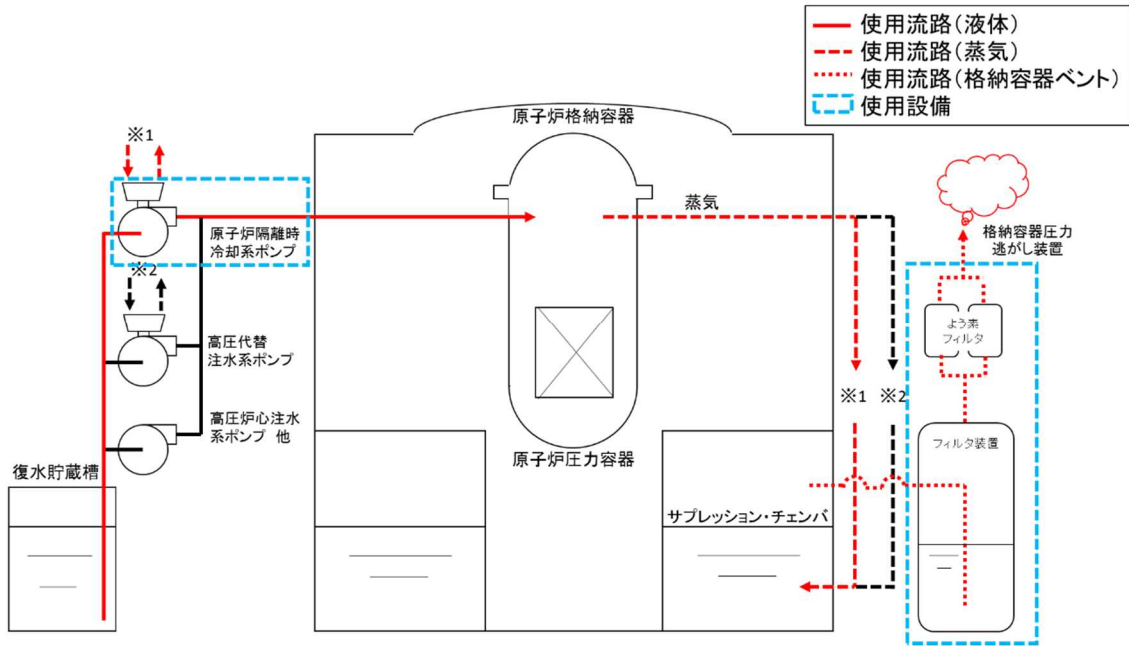 使用流路(液体)
使用流路(蒸気)
使用流路(格納容器ベント)
使用設備
原子炉格納容器
※1
蒸気
原子炉隔離時
冷却系ポンプ
格納容器圧力
逃がし装置
※2
よう素
フィルタ
高圧代替
注水系ポンプ
※1
※2
高圧炉心注水
系ポンプ 他
フィルタ装置
原子炉圧力容器
復水貯蔵槽
サプレッション・チェンバ